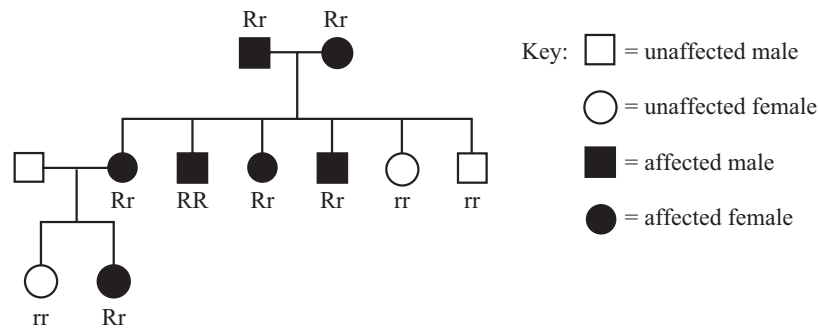 Rr Rr
Key: = unaffected male
= unaffected female
= affected male
Rr RR Rr Rr rr rr
= affected female
rr Rr